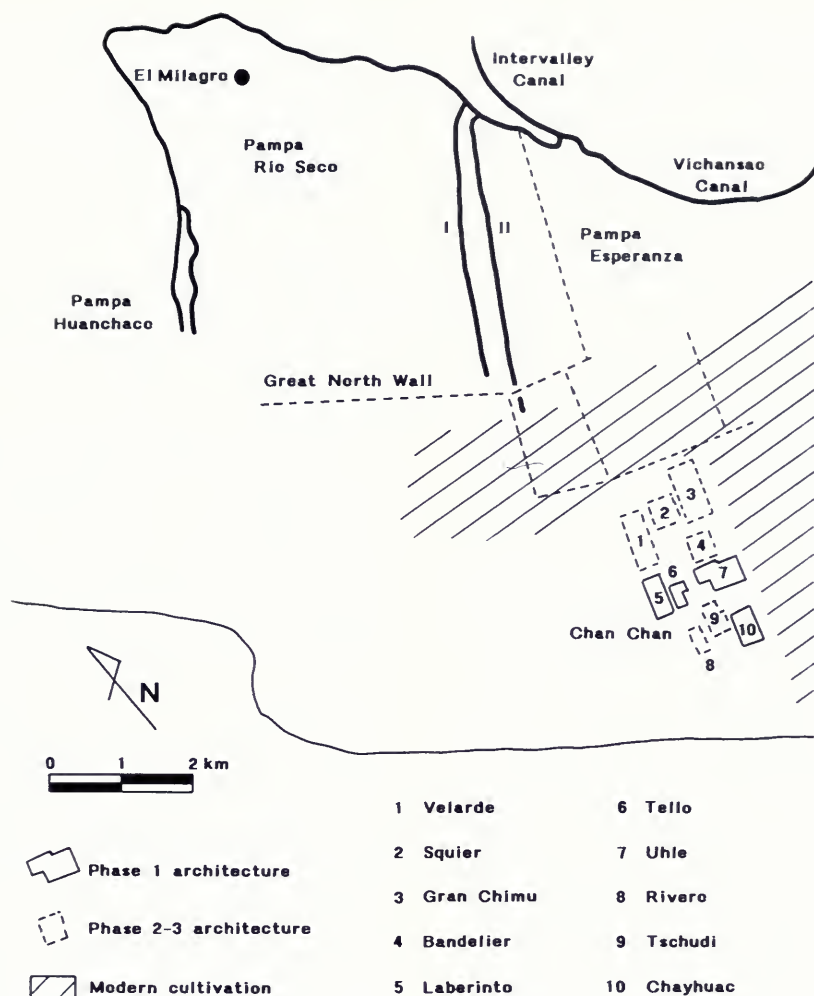 Intervalley
Canal
El Milagro
Pampa
Rio Seco
Vichansao
Canal
I
II
Pampa
Esperanza
Pampa
Huanchaco
Great North Wall
3
2
1
4
6
7
5
9
10
Chan Chan
8
N
0 1 2 km
1 Velarde
2 Squier
3 Gran Chimu
4 Bandelier
5 Laberinto
6 Tello
7 Uhle
8 Rivero
9 Tschudi
10 Chayhuac
Phase 1 architecture
Phase 2-3 architecture
Modern cultivation